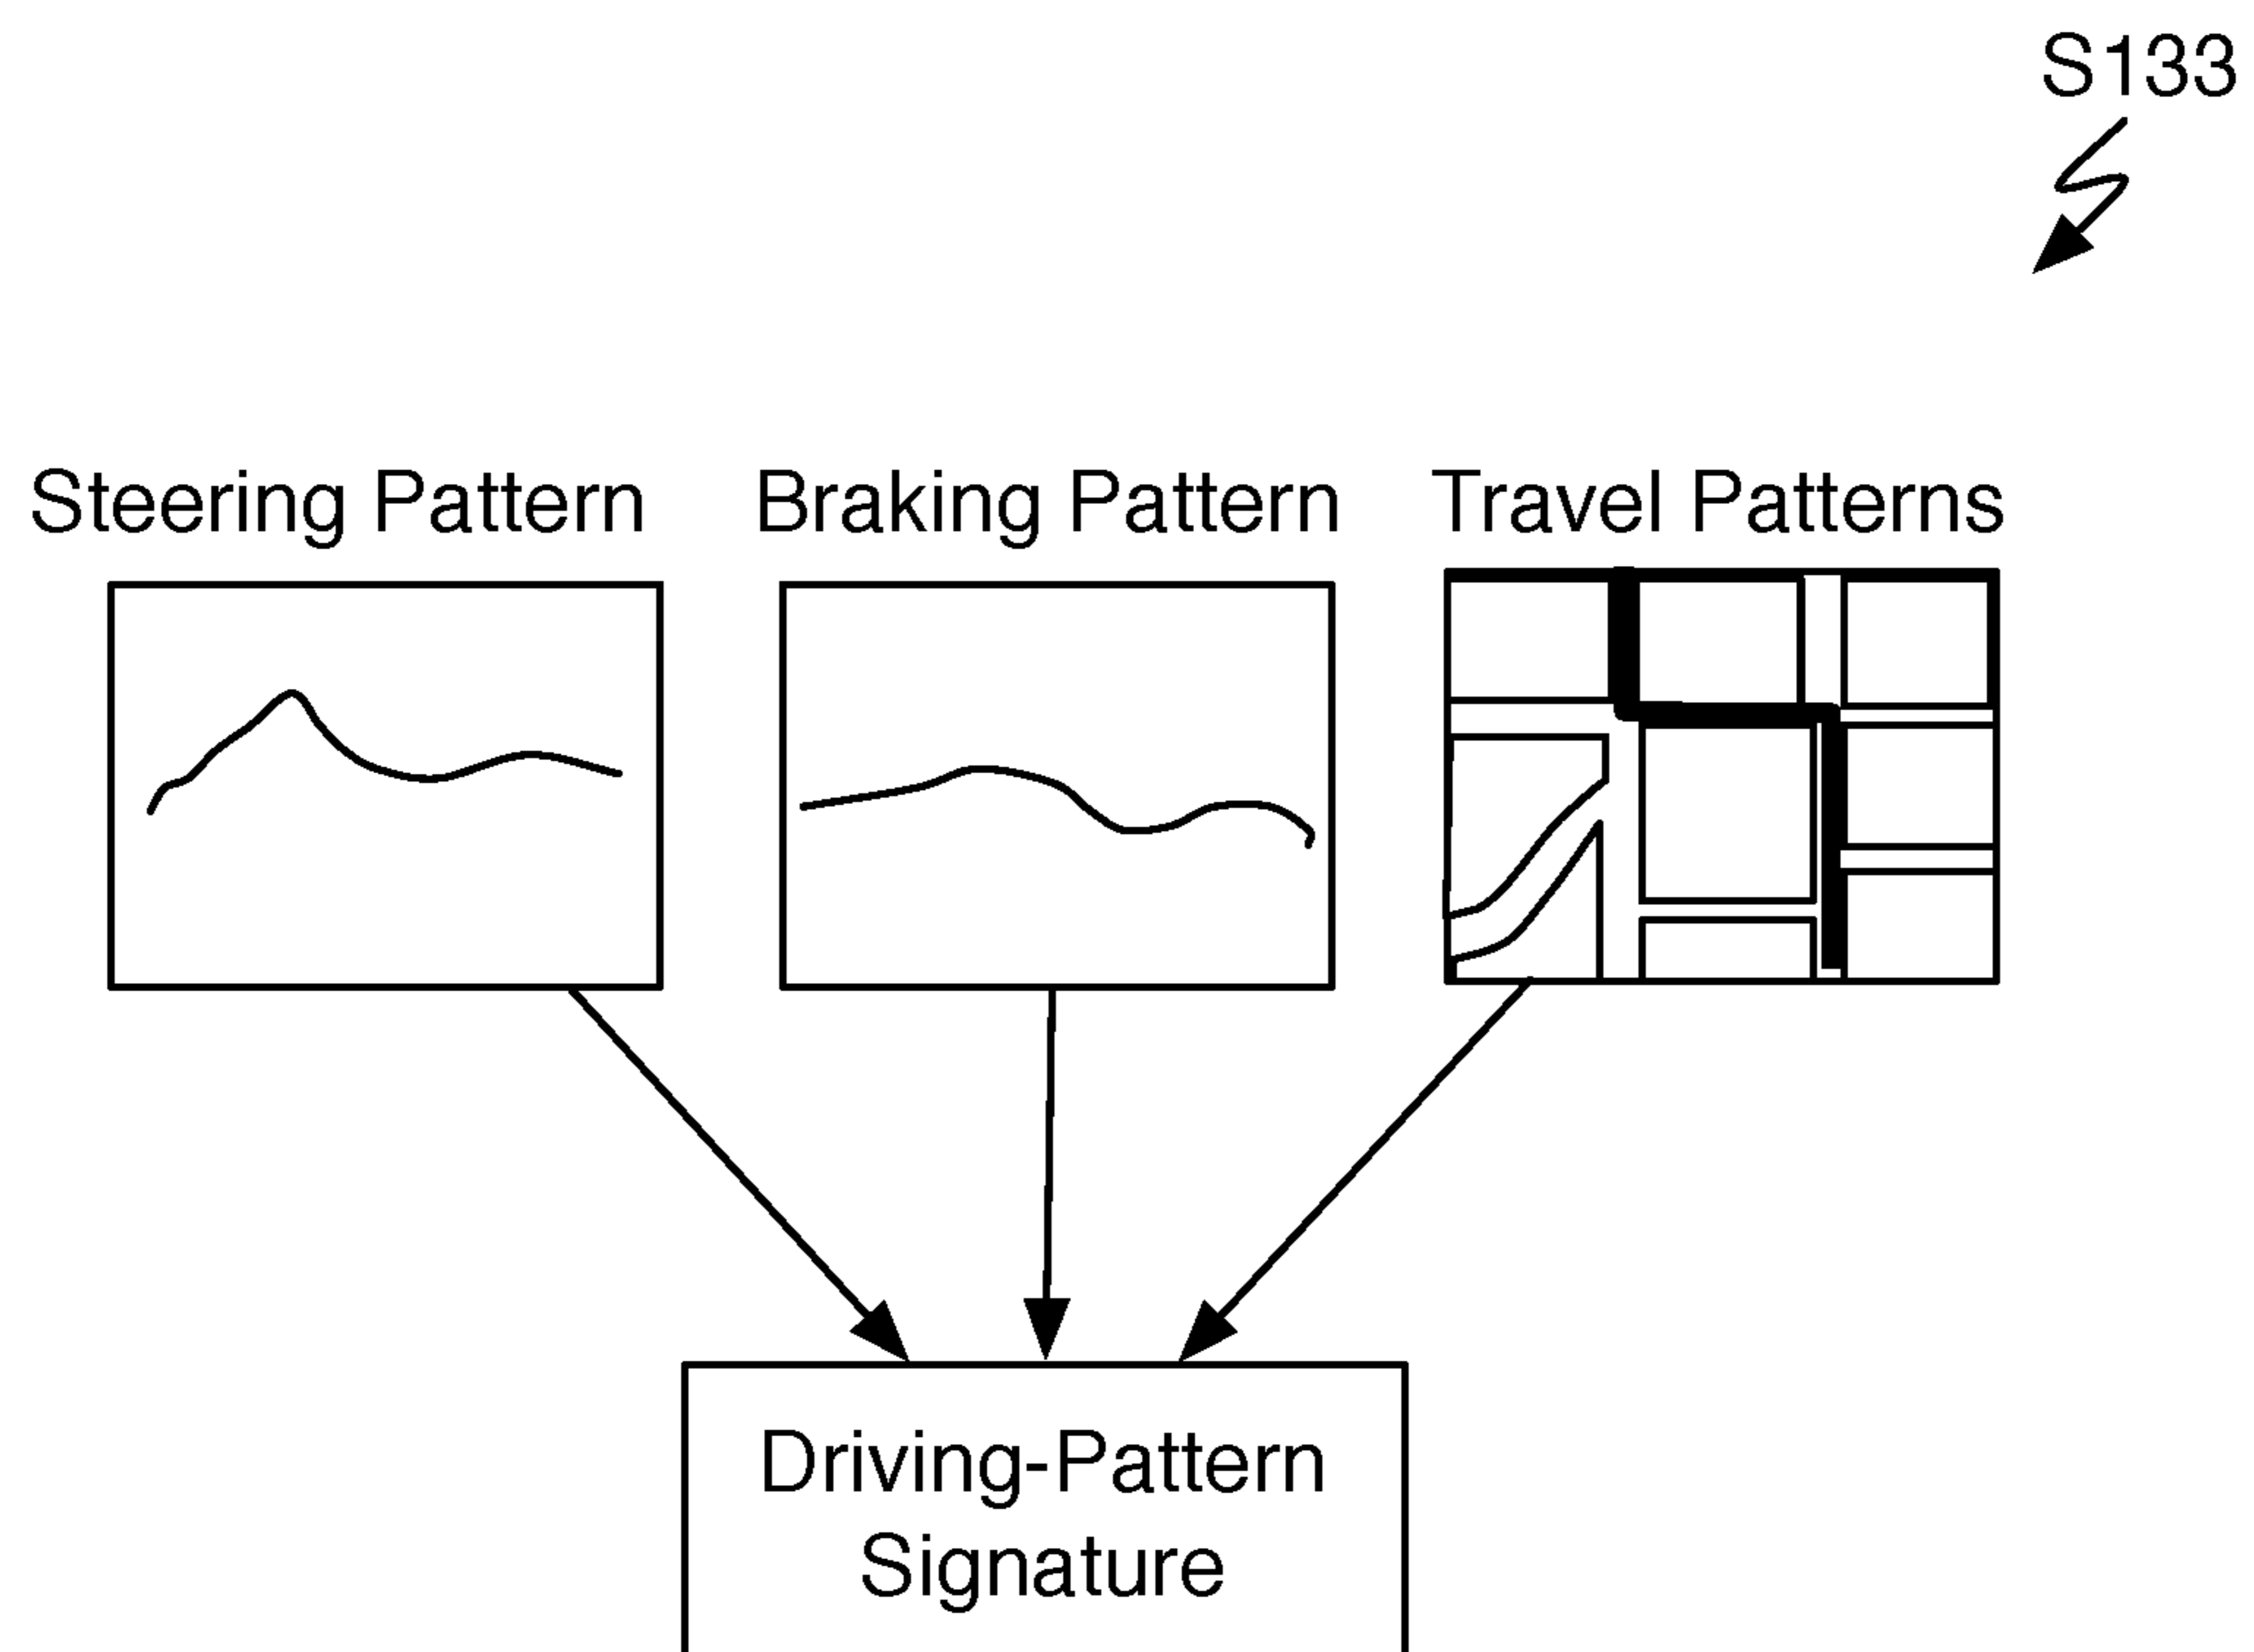 S133
Steering Pattern
Braking Pattern
Travel Patterns
Driving-Pattern
Signature